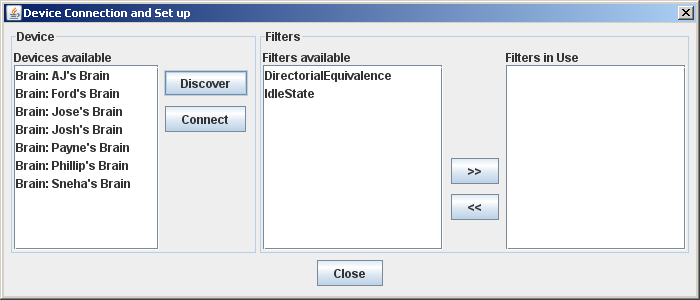 Device Connection and Set up
Device
Devices available
Brain: AJ's Brain
Brain: Ford's Brain
Brain: Jose's Brain
Brain: Josh's Brain
Brain: Payne's Brain
Brain: Phillip's Brain
Brain: Sneha's Brain
Discover
Connect
Filters
Filters available
DirectorialEquivalence
IdleState
>>
<<
Filters in Use
Close